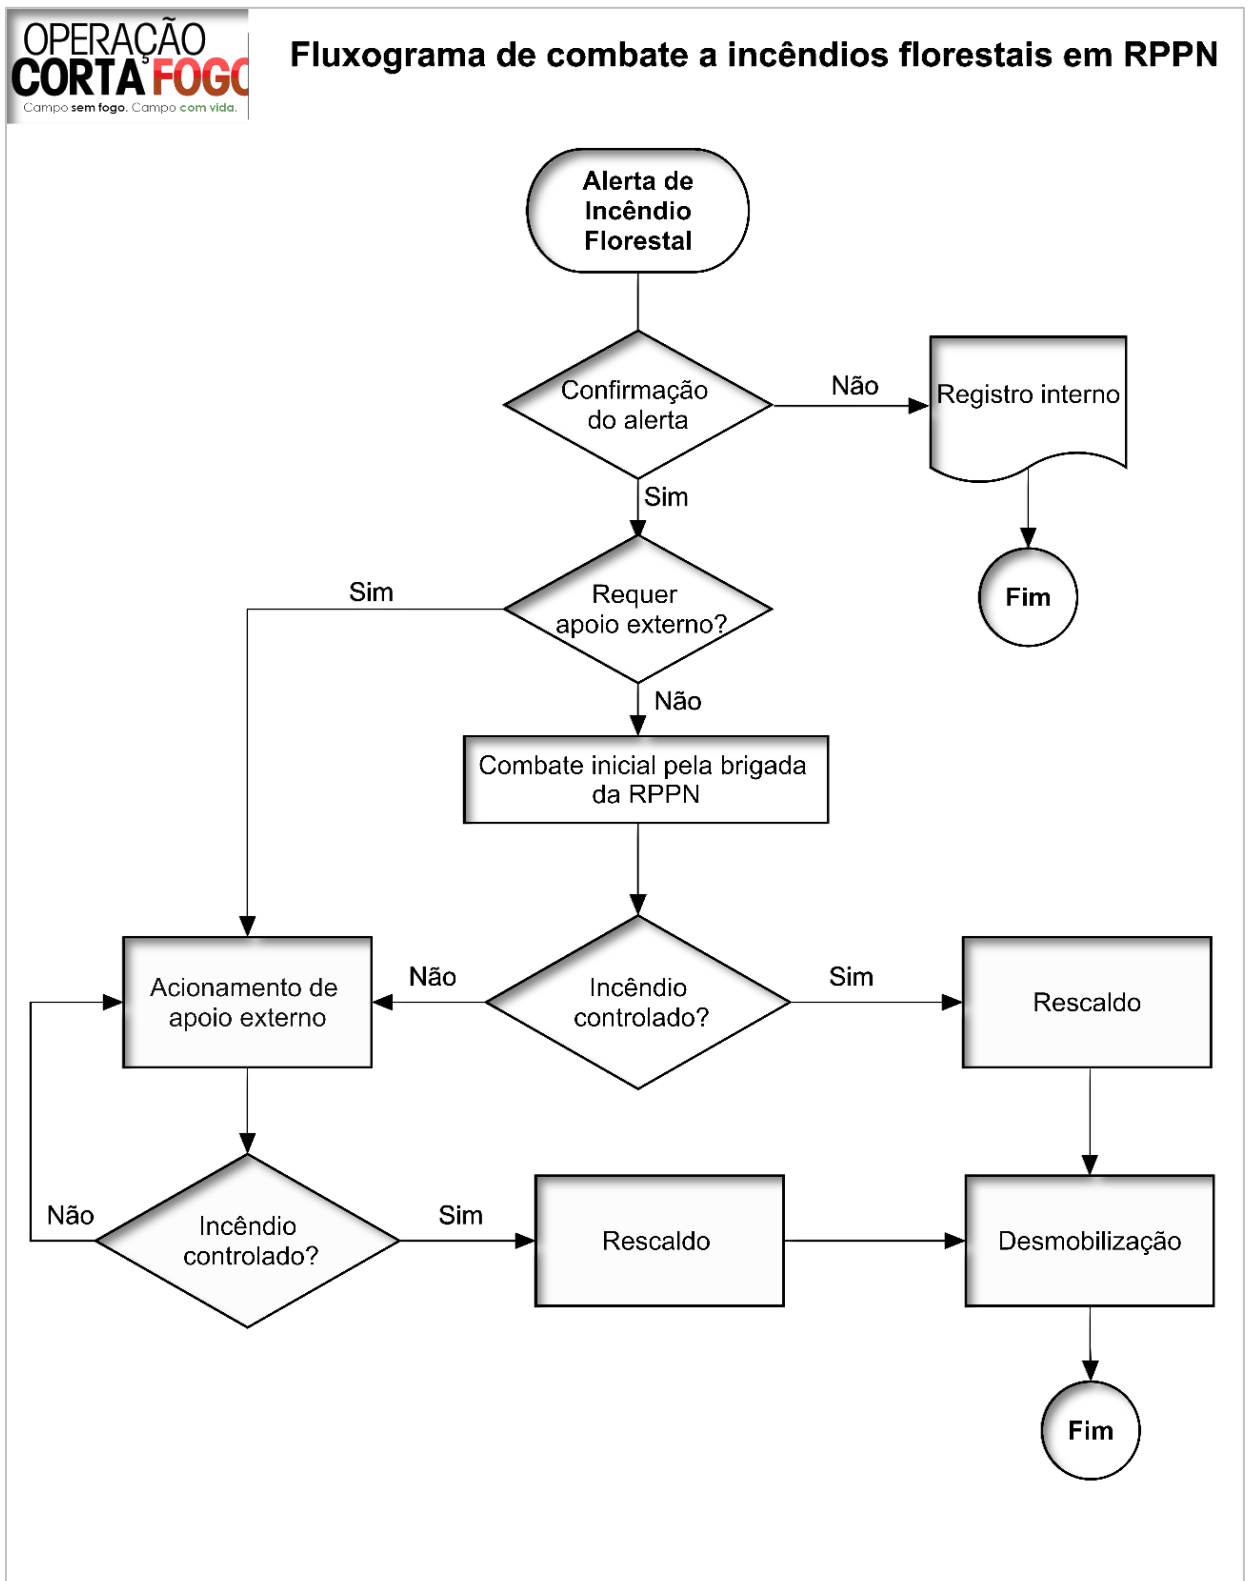 OPERAÇÃO
CORTA FOGO
Campo sem fogo. Campo com vida.
Fluxograma de combate a incêndios florestais em RPPN
Alerta de
Incêndio
Florestal
Confirmação
do alerta
Não
Registro interno
Sim
Fim
Requer
apoio externo?
Sim
Não
Combate inicial pela brigada
da RPPN
Acionamento de
apoio externo
Não
Incêndio
controlado?
Sim
Rescaldo
Não
Incêndio
controlado?
Sim
Rescaldo
Desmobilização
Fim